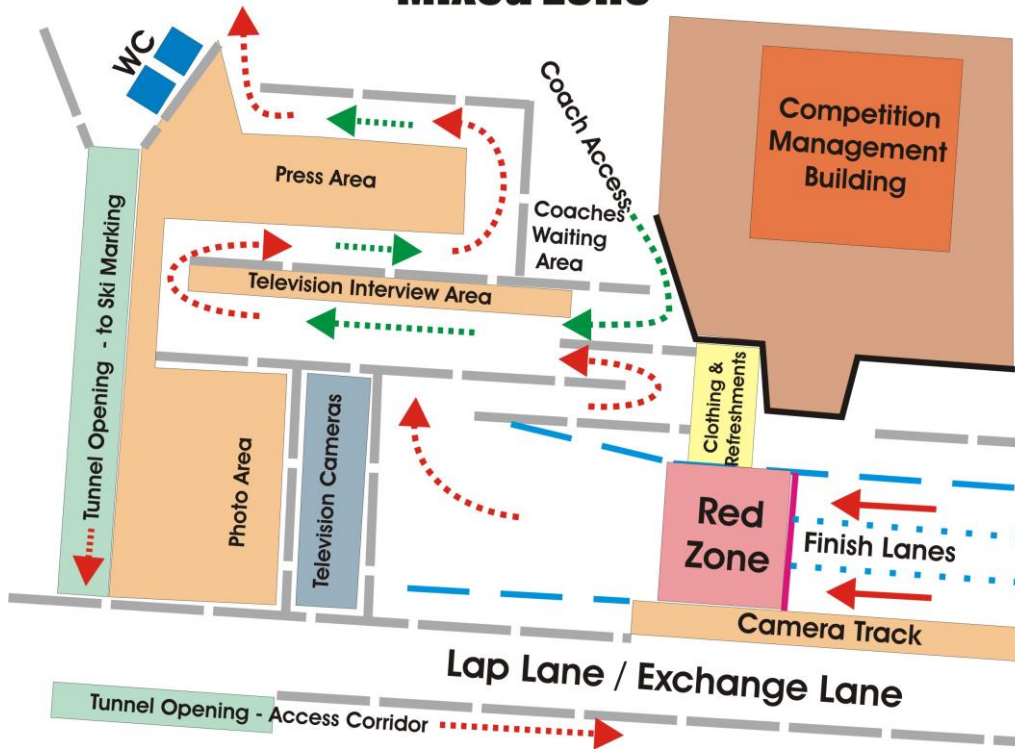 Mixed Zone
WC
Coach Access
Competition
Management
Building
Press Area
Coaches
Waiting
Area
Television Interview Area
Tunnel Opening - to Ski Marking
Clothing &
Refreshments
Photo Area
Television Cameras
Red
Zone
Finish Lanes
Camera Track
Lap Lane / Exchange Lane
Tunnel Opening - Access Corridor